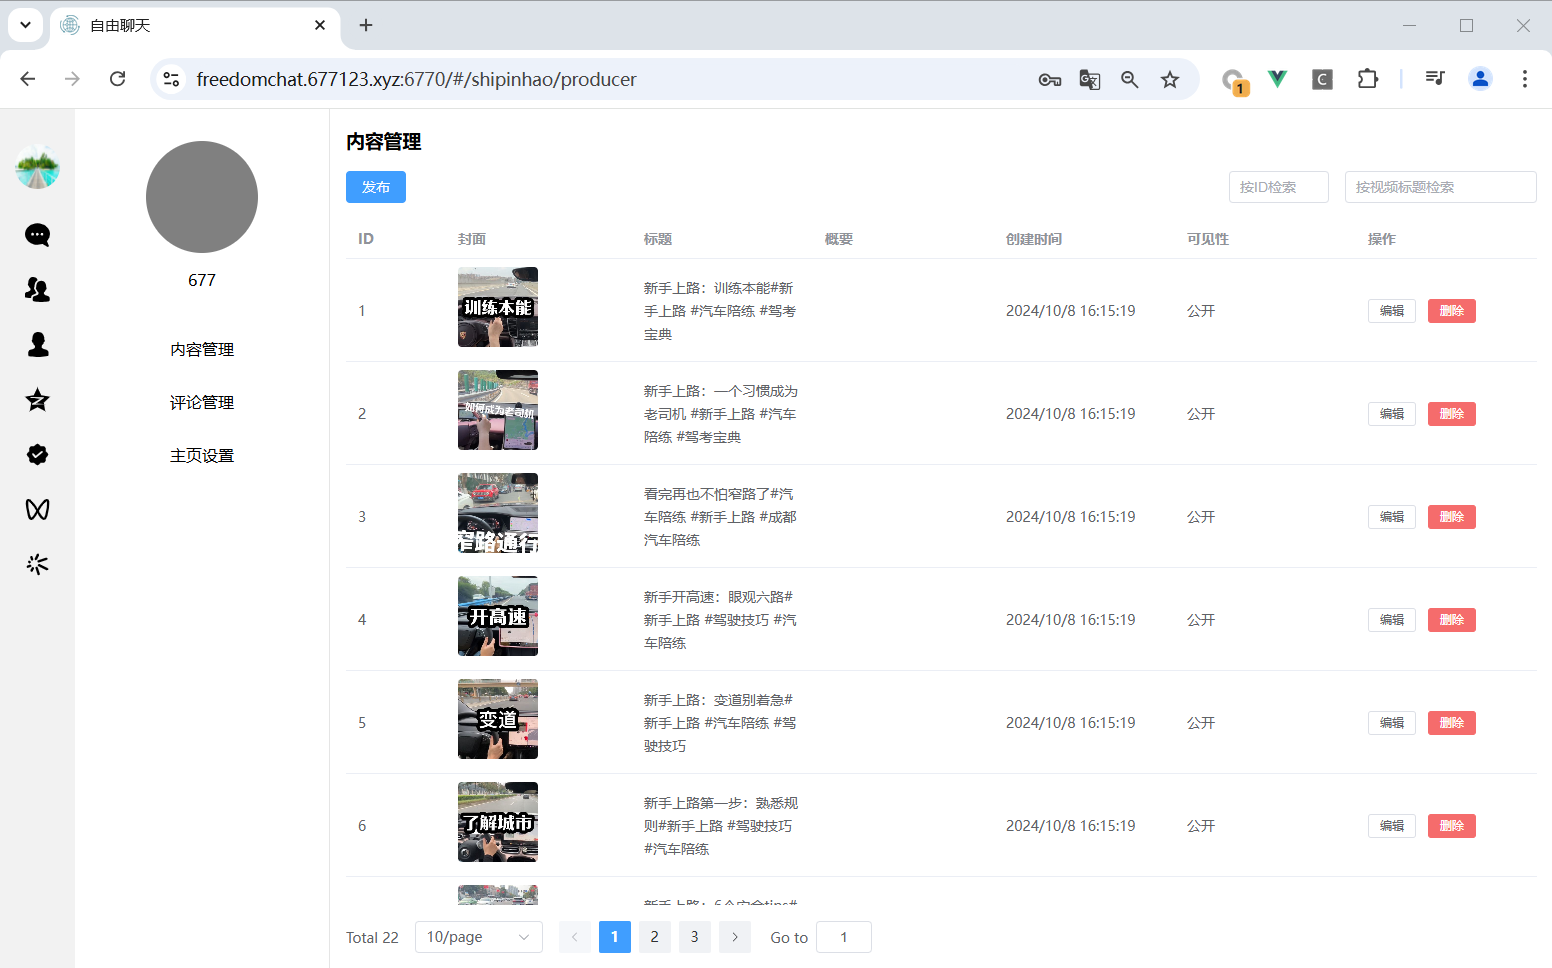 自由聊天
freedomchat.677123.xyz:6770/#/shipinhao/producer
1
C
677
内容管理
评论管理
主页设置
内容管理
发布
按ID检索
按视频标题检索
ID 封面 标题 概要 创建时间 可见性 操作
1
训练本能
新手上路：训练本能#新
手上路 #汽车陪练 #驾考
宝典
2024/10/8 16:15:19
公开
编辑
删除
2
如何成为老司机
新手上路：一个习惯成为
老司机 #新手上路 #汽车
陪练 #驾考宝典
2024/10/8 16:15:19
公开
编辑
删除
3
窄路通行
看完再也不怕窄路了#汽
车陪练 #新手上路 #成都
汽车陪练
2024/10/8 16:15:19
公开
编辑
删除
4
开高速
新手开高速：眼观六路#
新手上路 #驾驶技巧 #汽
车陪练
2024/10/8 16:15:19
公开
编辑
删除
5
变道
新手上路：变道别着急#
新手上路 #汽车陪练 #驾
驶技巧
2024/10/8 16:15:19
公开
编辑
删除
6
了解城市
新手上路第一步：熟悉规
则#新手上路 #驾驶技巧
#汽车陪练
2024/10/8 16:15:19
公开
编辑
删除
新手上路：6个安全tips#
Total 22
10/page
1
2
3
Go to
1